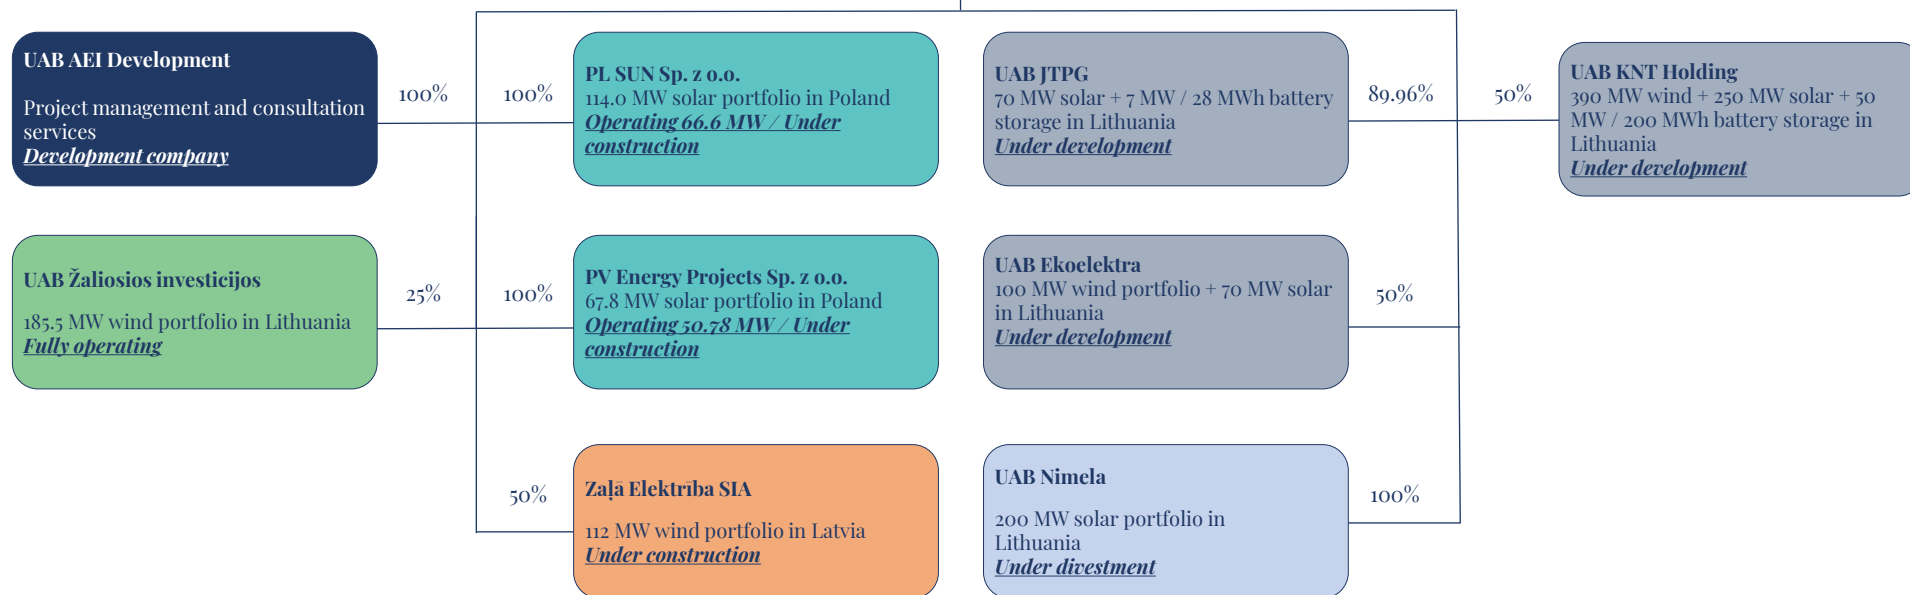 UAB AEI Development
Project management and consultation
services
Development company
100%
100%
PL SUN Sp. z o.o.
114.0 MW solar portfolio in Poland
Operating 66.6 MW / Under
construction
UAB JTPG
70 MW solar + 7 MW / 28 MWh battery
storage in Lithuania
Under development
89.96%
50%
UAB KNT Holding
390 MW wind + 250 MW solar + 50
MW / 200 MWh battery storage in
Lithuania
Under development
UAB Žaliosios investicijos
185.5 MW wind portfolio in Lithuania
Fully operating
25%
100%
PV Energy Projects Sp. z o.o.
67.8 MW solar portfolio in Poland
Operating 50.78 MW / Under
construction
UAB Ekoelektra
100 MW wind portfolio + 70 MW solar
in Lithuania
Under development
50%
50%
Zaļā Elektrība SIA
112 MW wind portfolio in Latvia
Under construction
UAB Nimela
200 MW solar portfolio in
Lithuania
Under divestment
100%